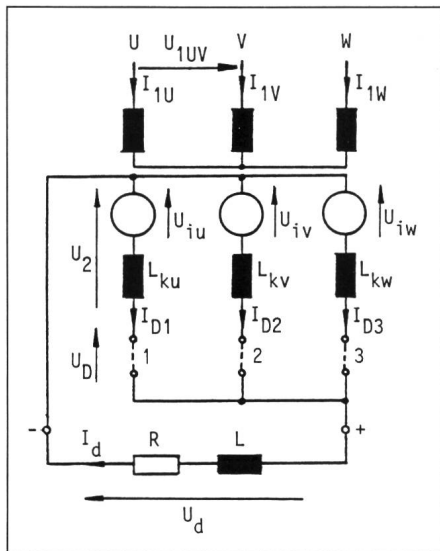 U U1UV V W
I1U I1V I1W
Uiu Uiv Uiw
U2
Lku Lkv Lkw
ID1 ID2 ID3
UD 1 2 3
- Id R L +
Ud